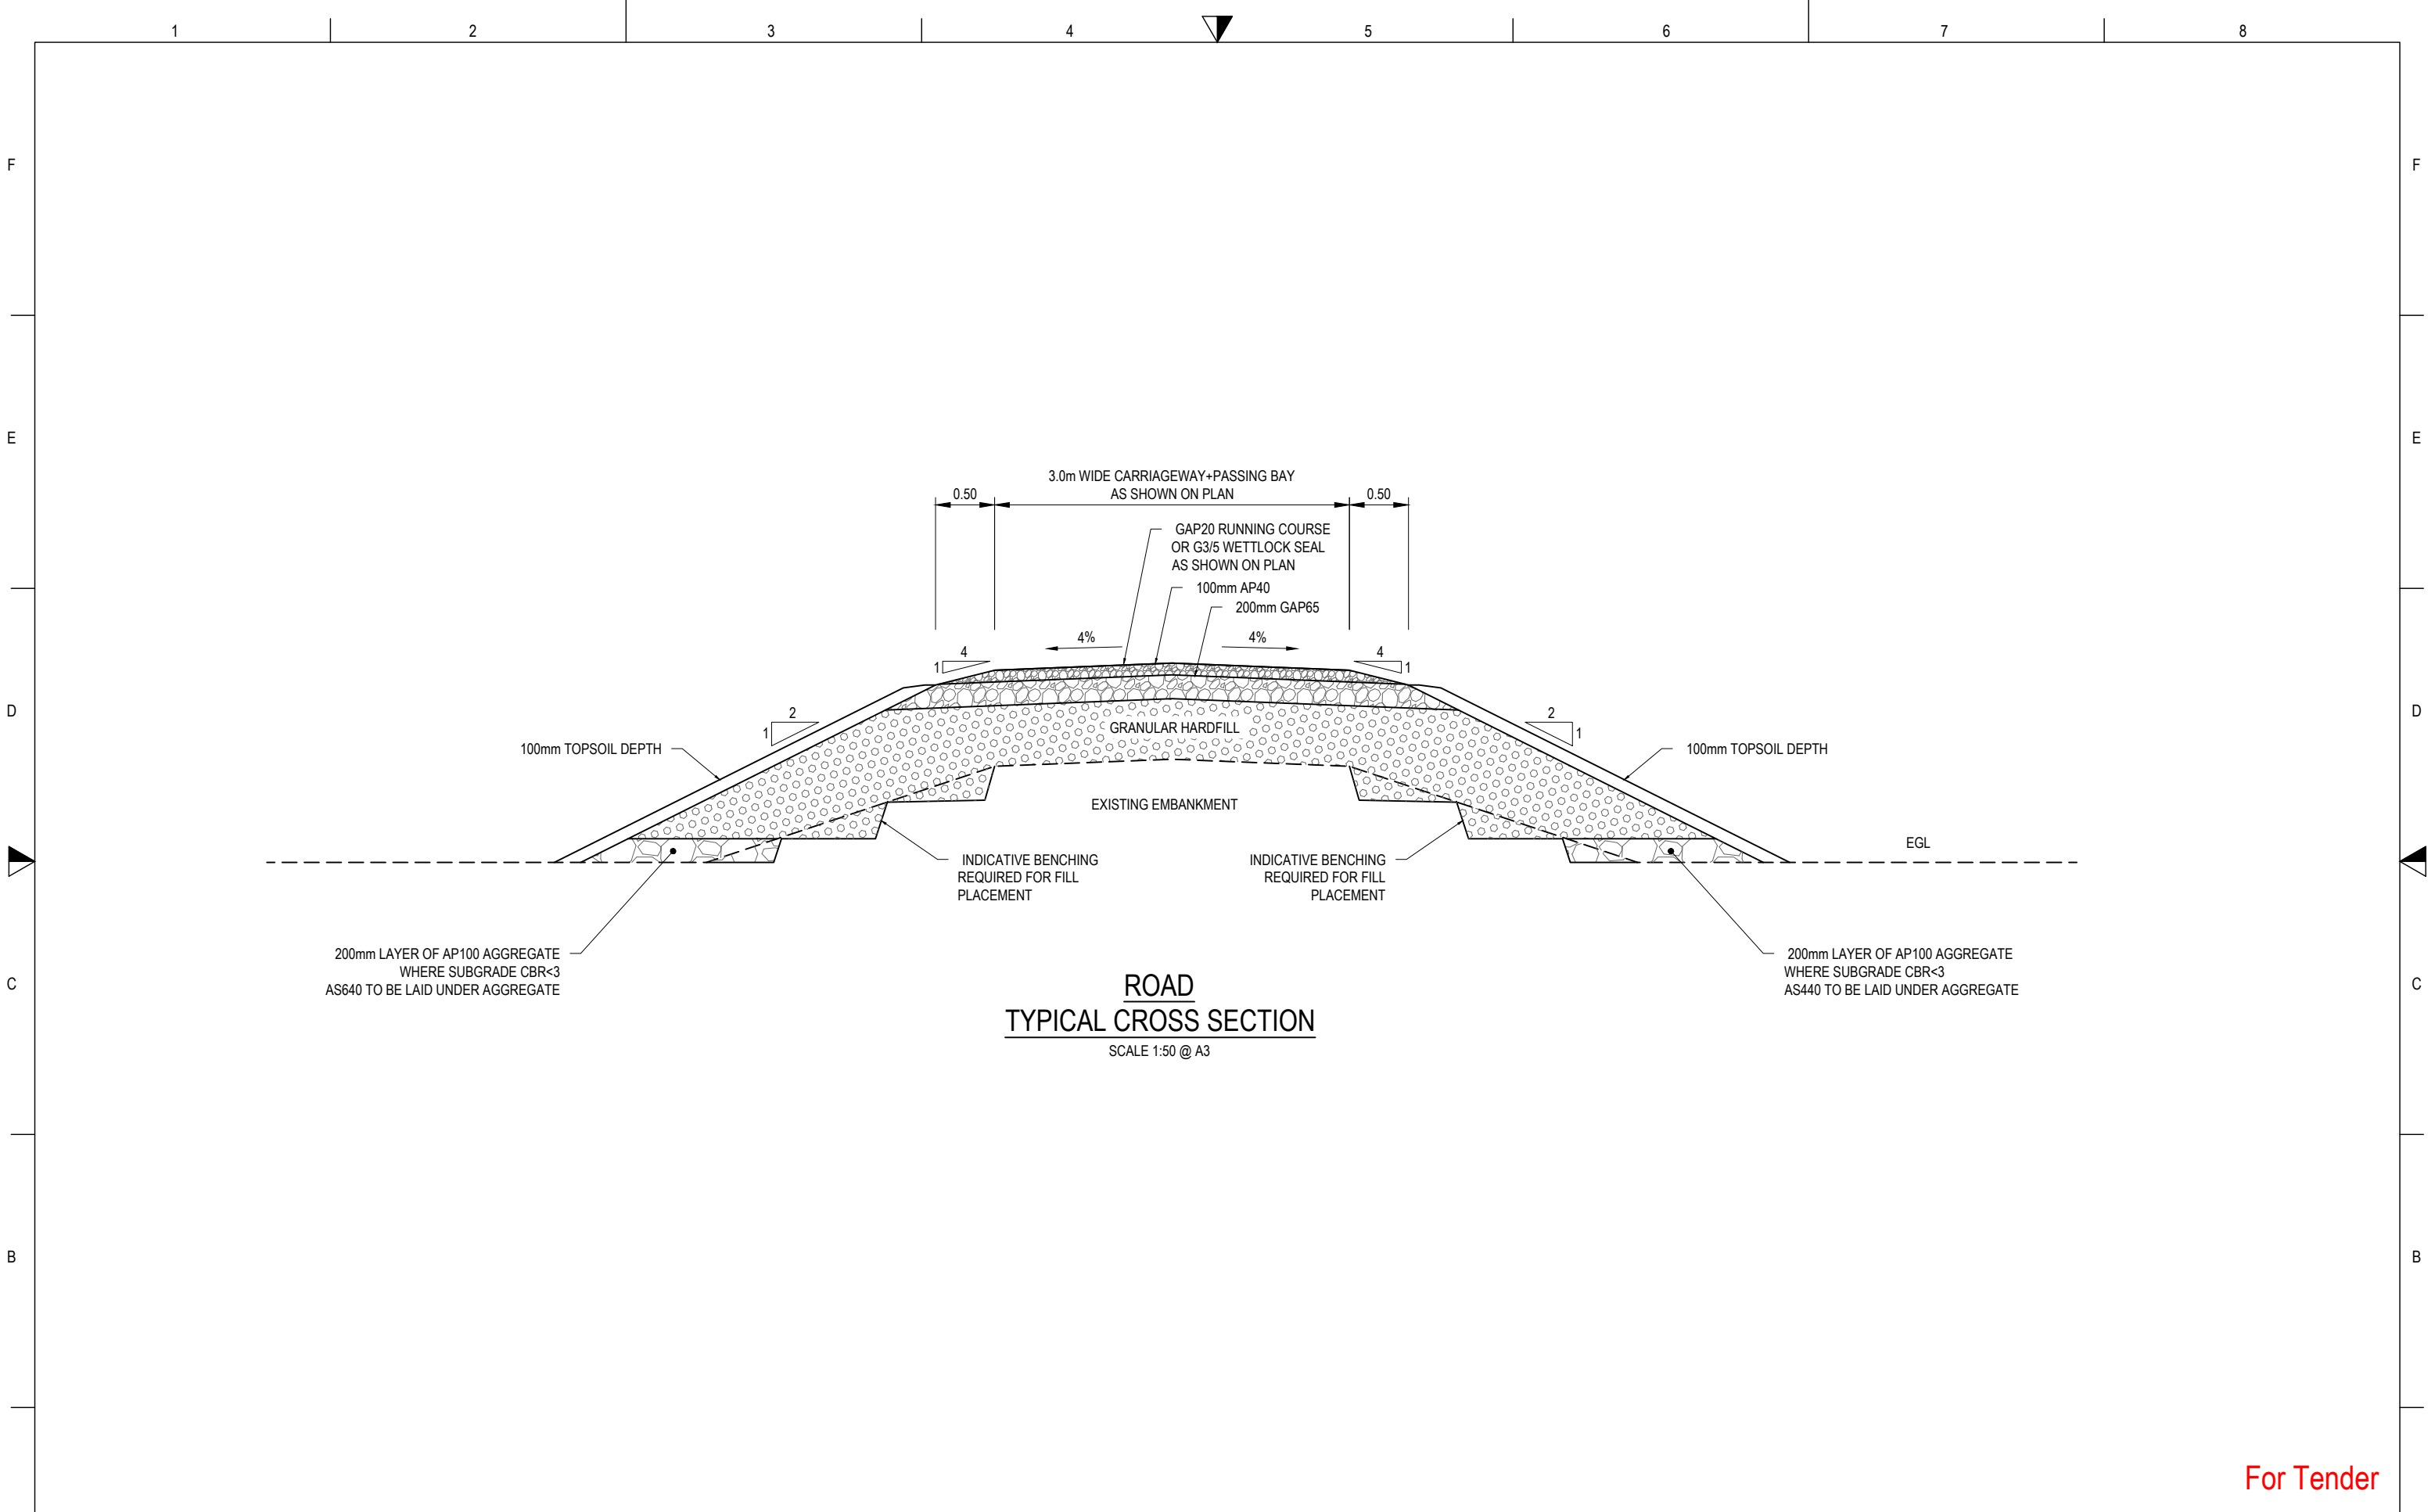 1 2 3 4 5 6 7 8
F F
E E
3.0m WIDE CARRIAGEWAY+PASSING BAY
AS SHOWN ON PLAN
0.50 0.50
GAP20 RUNNING COURSE
OR G3/5 WETTLOCK SEAL
AS SHOWN ON PLAN
100mm AP40
200mm GAP65
4% 4%
4 4
1 1
D D
2 2
1 1
GRANULAR HARDFILL
100mm TOPSOIL DEPTH
100mm TOPSOIL DEPTH
EXISTING EMBANKMENT
EGL
INDICATIVE BENCHING
REQUIRED FOR FILL
PLACEMENT
INDICATIVE BENCHING
REQUIRED FOR FILL
PLACEMENT
200mm LAYER OF AP100 AGGREGATE
WHERE SUBGRADE CBR<3
AS640 TO BE LAID UNDER AGGREGATE
200mm LAYER OF AP100 AGGREGATE
WHERE SUBGRADE CBR<3
AS440 TO BE LAID UNDER AGGREGATE
C C
ROAD
TYPICAL CROSS SECTION
SCALE 1:50 @ A3
B B
For Tender